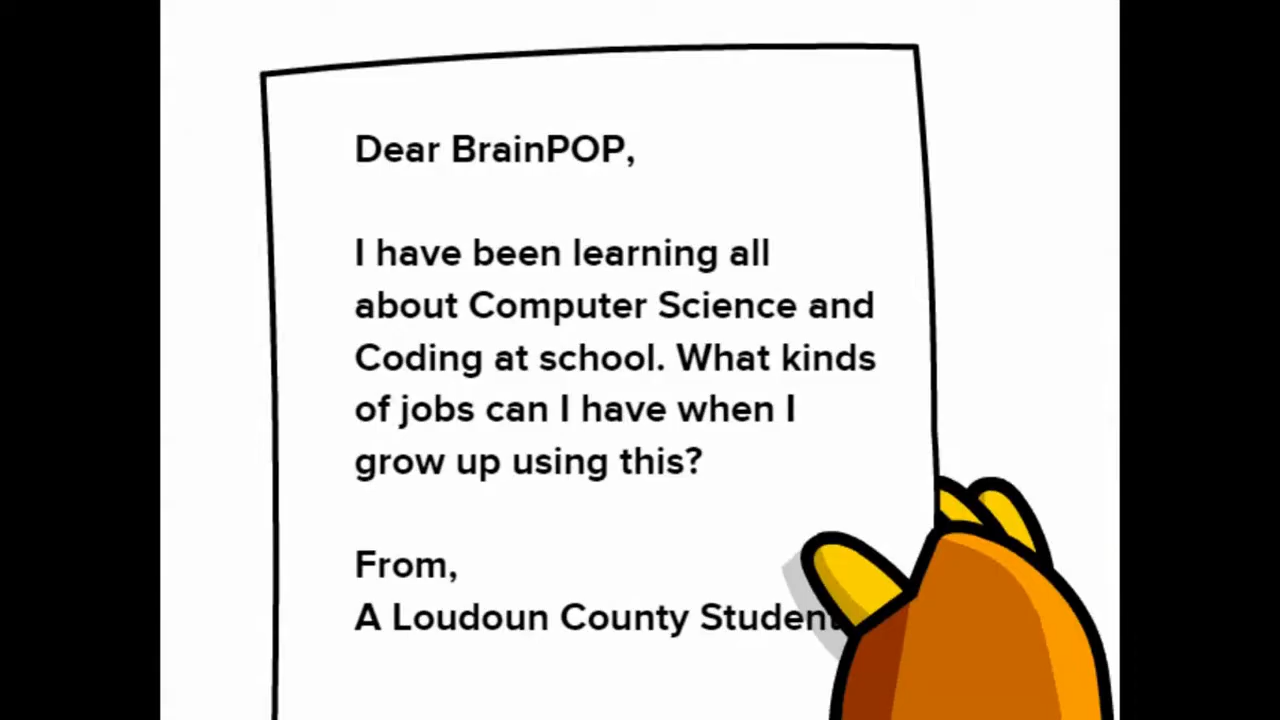 Dear BrainPOP,
I have been learning all
about Computer Science and
Coding at school. What kinds
of jobs can I have when I
grow up using this?
From,
A Loudoun County Student